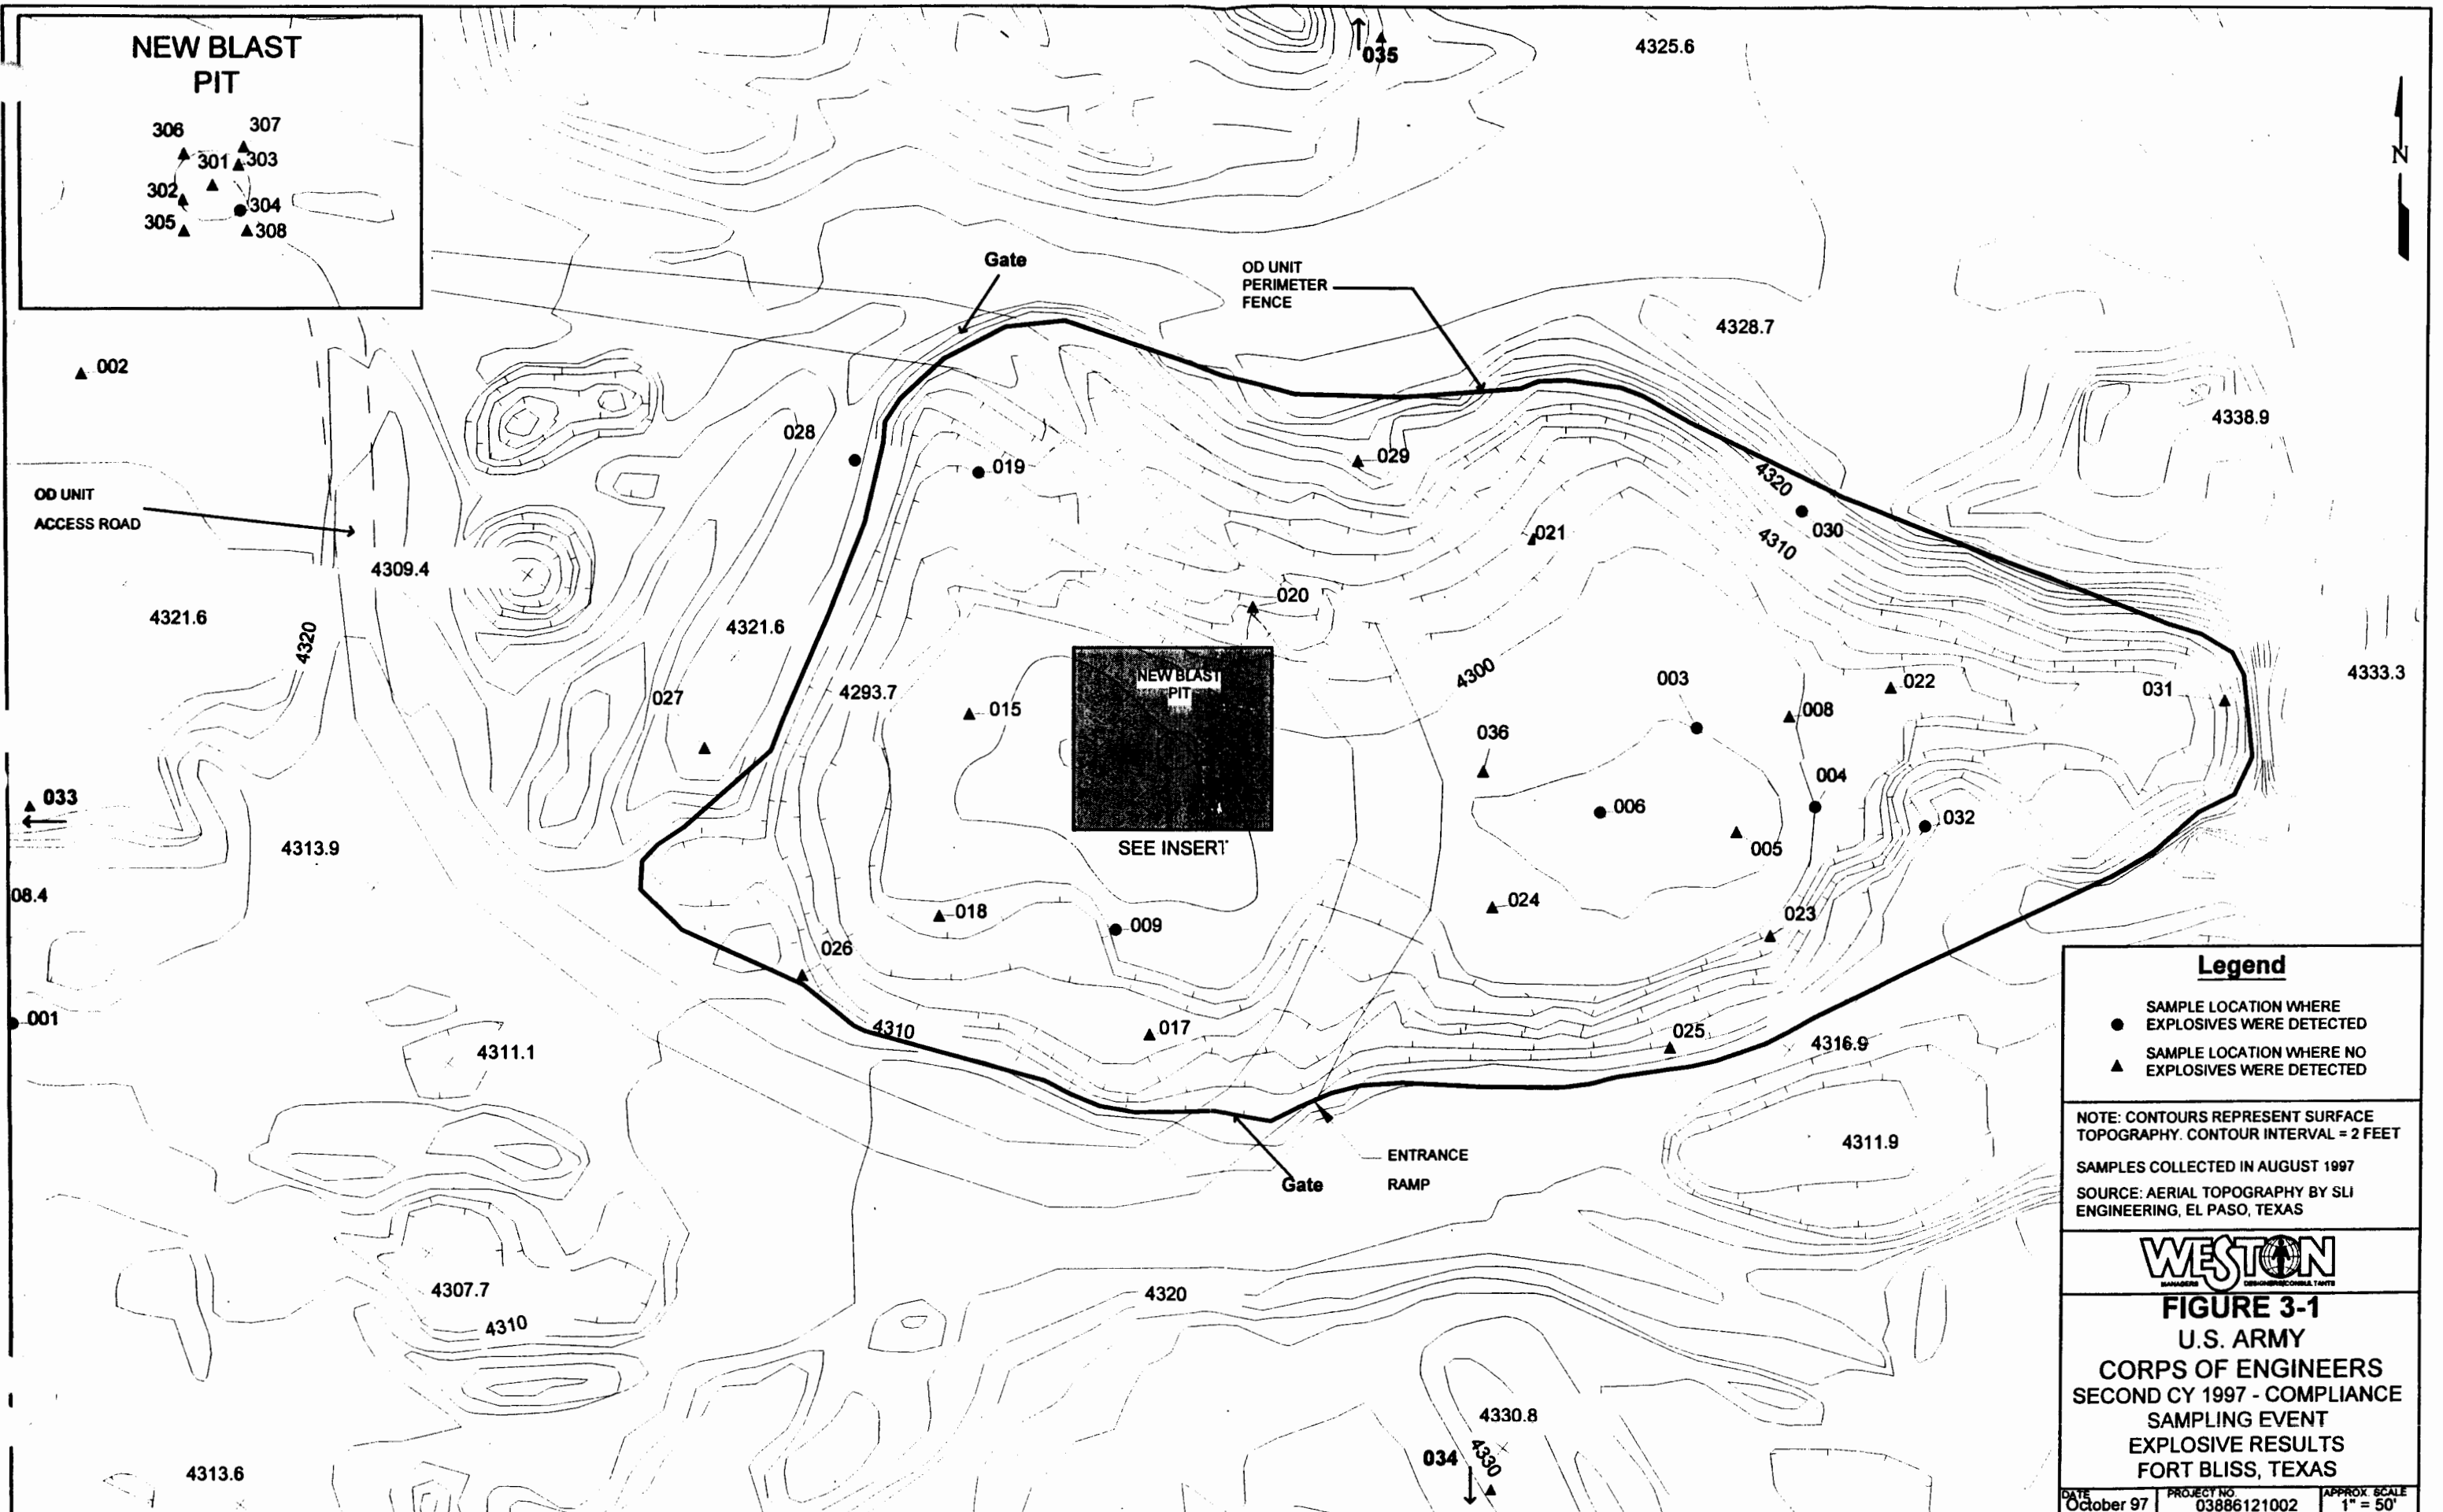 NEW BLAST
PIT
306
307
301
303
302
304
305
308
035
4325.6
N
Gate
OD UNIT
PERIMETER
FENCE
4328.7
002
4338.9
028
019
029
4320
OD UNIT
ACCESS ROAD
021
030
4310
4309.4
020
4321.6
4320
4321.6
4300
4333.3
003
022
031
027
4293.7
NEW BLAST
PIT
015
008
036
004
033
006
032
SEE INSERT
005
4313.9
08.4
018
009
024
023
026
001
4310
017
025
4316.9
4311.1
Legend
SAMPLE LOCATION WHERE
EXPLOSIVES WERE DETECTED
SAMPLE LOCATION WHERE NO
EXPLOSIVES WERE DETECTED
NOTE: CONTOURS REPRESENT SURFACE
TOPOGRAPHY. CONTOUR INTERVAL = 2 FEET
SAMPLES COLLECTED IN AUGUST 1997
SOURCE: AERIAL TOPOGRAPHY BY SLI
ENGINEERING, EL PASO, TEXAS
ENTRANCE
RAMP
Gate
4311.9
4307.7
4310
4320
WESTON
MANAGERS DESIGNERS/CONSULTANTS
FIGURE 3-1
U.S. ARMY
CORPS OF ENGINEERS
SECOND CY 1997 - COMPLIANCE
SAMPLING EVENT
EXPLOSIVE RESULTS
FORT BLISS, TEXAS
4330.8
4330
034
4313.6
DATE
October 97
PROJECT NO.
03886121002
APPROX. SCALE
1" = 50'